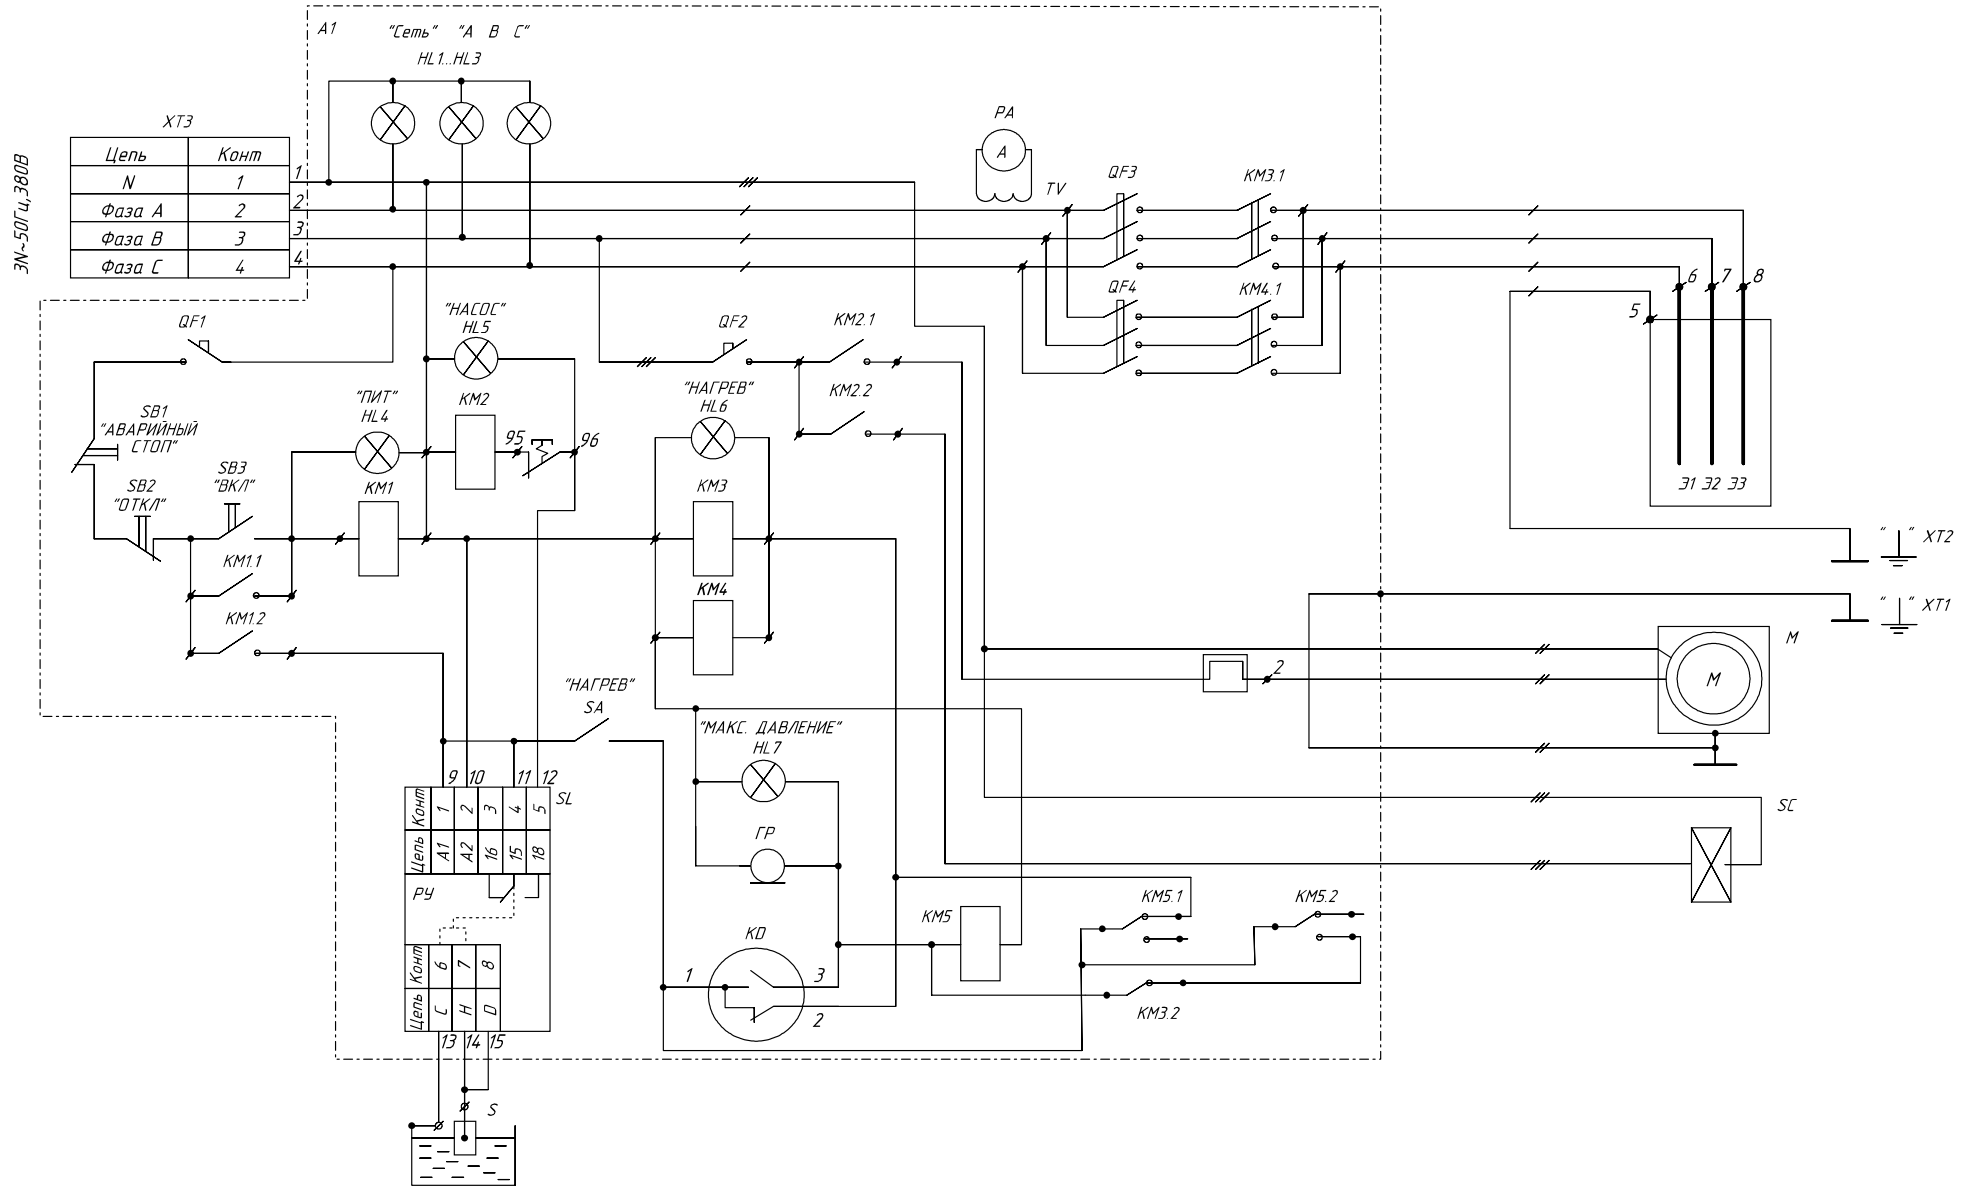 A1
"Сеть" "А В С"
HL1...HL3
XT3
Цепь Конт
N 1
Фаза А 2
Фаза В 3
Фаза С 4
3N~50Гц,380В
1
2
3
4
PA
A
TV
QF3
KM3.1
QF4
KM4.1
6 7 8
5
Э1 Э2 Э3
QF1
"НАСОС"
HL5
QF2
KM2.1
KM2.2
SB1
"АВАРИЙНЫЙ
СТОП"
"ПИТ"
HL4
KM2
95
96
"НАГРЕВ"
HL6
SB2
"ОТКЛ"
SB3
"ВКЛ"
KM1
KM3
KM1.1
KM4
KM1.2
" " XT2
" " XT1
M
M
2
"НАГРЕВ"
SA
"МАКС. ДАВЛЕНИЕ"
HL7
9 10 11 12
SL
Конт 1 2 3 4 5
Цепь A1 A2 16 15 18
РУ
ГР
SC
KM5
KM5.1
KM5.2
KD
1
3
2
KM3.2
Конт 6 7 8
Цепь C H D
13 14 15
S